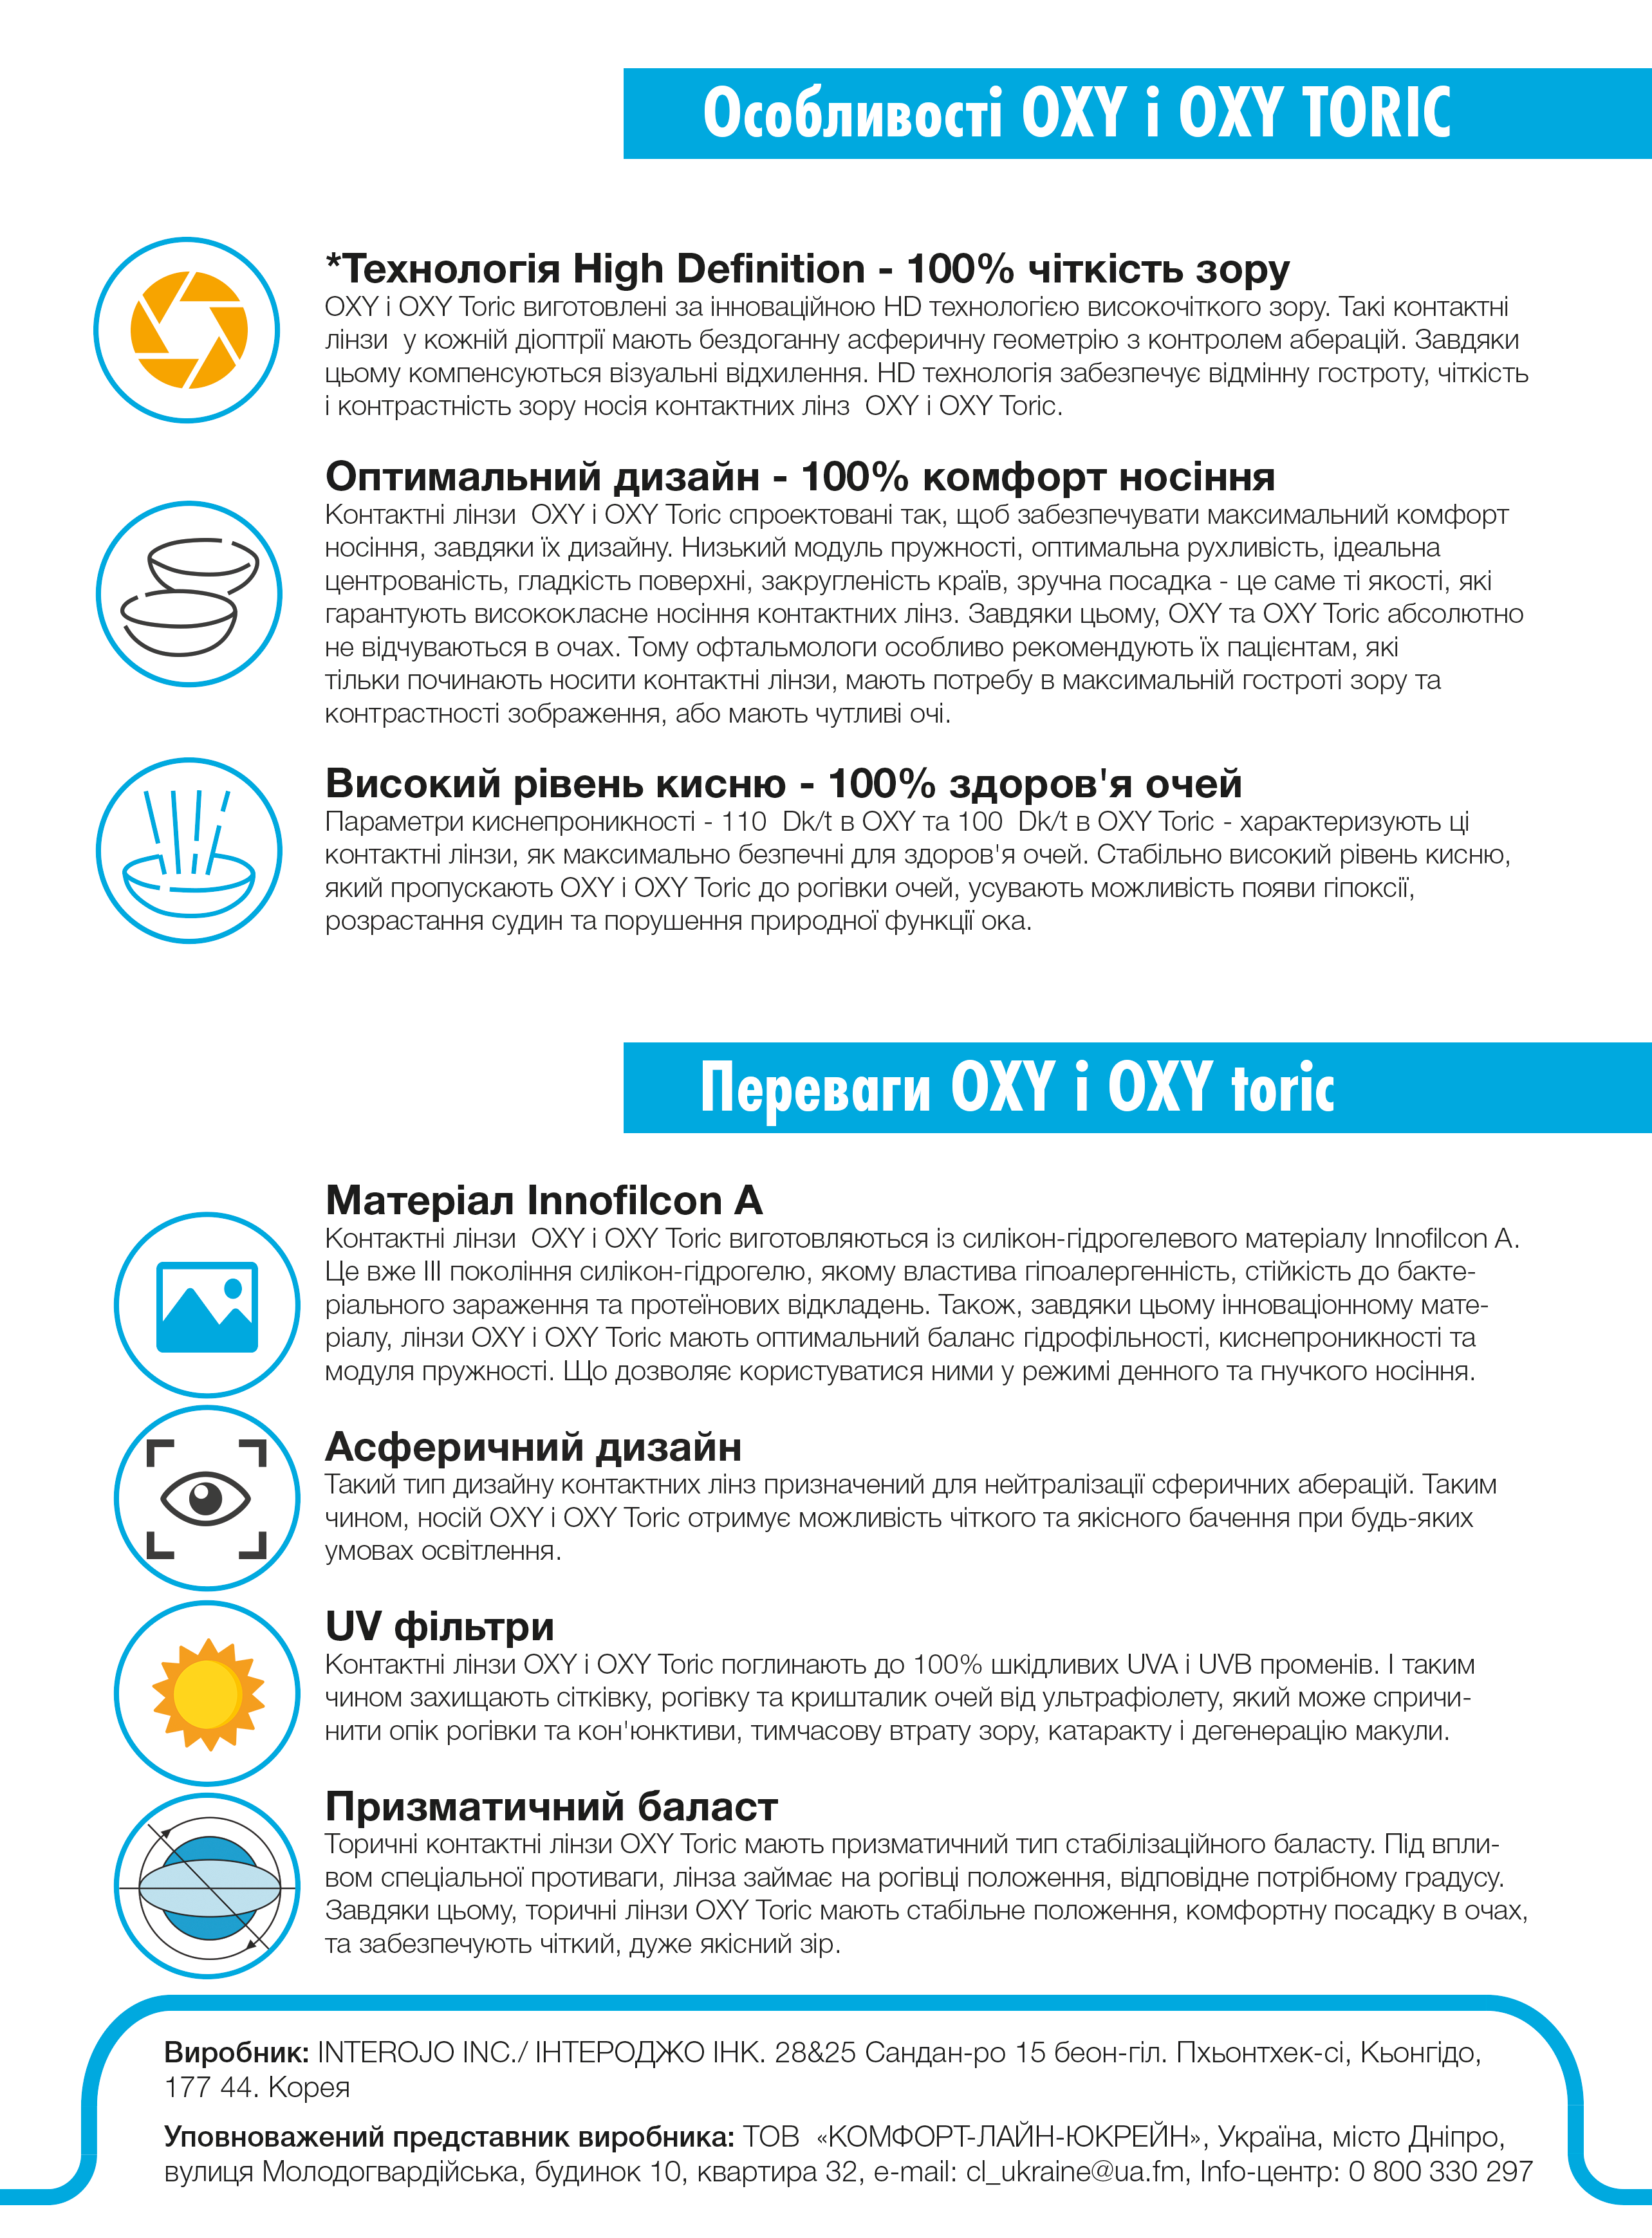 Особливості OXY і OXY TORIC
*Технологія High Definition - 100% чіткість зору
OXY і OXY Toric виготовлені за інноваційною HD технологією високочіткого зору. Такі контактні
лінзи у кожній діоптрії мають бездоганну асферичну геометрію з контролем аберацій. Завдяки
цьому компенсуються візуальні відхилення. HD технологія забезпечує відмінну гостроту, чіткість
і контрастність зору носія контактних лінз OXY і OXY Toric.
Оптимальний дизайн - 100% комфорт носіння
Контактні лінзи OXY і OXY Toric спроектовані так, щоб забезпечувати максимальний комфорт
носіння, завдяки їх дизайну. Низький модуль пружності, оптимальна рухливість, ідеальна
центрованість, гладкість поверхні, закругленість країв, зручна посадка - це саме ті якості, які
гарантують висококласне носіння контактних лінз. Завдяки цьому, OXY та OXY Toric абсолютно
не відчуваються в очах. Тому офтальмологи особливо рекомендують їх пацієнтам, які
тільки починають носити контактні лінзи, мають потребу в максимальній гостроті зору та
контрастності зображення, або мають чутливі очі.
Високий рівень кисню - 100% здоров'я очей
Параметри киснепроникності - 110 Dk/t в OXY та 100 Dk/t в OXY Toric - характеризують ці
контактні лінзи, як максимально безпечні для здоров'я очей. Стабільно високий рівень кисню,
який пропускають OXY і OXY Toric до рогівки очей, усувають можливість появи гіпоксії,
розрастання судин та порушення природної функції ока.
Переваги OXY і OXY toric
Матеріал Innofilcon A
Контактні лінзи OXY і OXY Toric виготовляються із силікон-гідрогелевого матеріалу Innofilcon A.
Це вже III покоління силікон-гідрогелю, якому властива гіпоалергенність, стійкість до бакте-
ріального зараження та протеїнових відкладень. Також, завдяки цьому інноваціонному мате-
ріалу, лінзи OXY і OXY Toric мають оптимальний баланс гідрофільності, киснепроникності та
модуля пружності. Що дозволяє користуватися ними у режимі денного та гнучкого носіння.
Асферичний дизайн
Такий тип дизайну контактних лінз призначений для нейтралізації сферичних аберацій. Таким
чином, носій OXY і OXY Toric отримує можливість чіткого та якісного бачення при будь-яких
умовах освітлення.
UV фільтри
Контактні лінзи OXY і OXY Toric поглинають до 100% шкідливих UVA і UVB променів. І таким
чином захищають сітківку, рогівку та кришталик очей від ультрафіолету, який може спричи-
нити опік рогівки та кон'юнктиви, тимчасову втрату зору, катаракту і дегенерацію макули.
Призматичний баласт
Торичні контактні лінзи OXY Toric мають призматичний тип стабілізаційного баласту. Під впли-
вом спеціальної противаги, лінза займає на рогівці положення, відповідне потрібному градусу.
Завдяки цьому, торичні лінзи OXY Toric мають стабільне положення, комфортну посадку в очах,
та забезпечують чіткий, дуже якісний зір.
Виробник: INTEROJO INC./ ІНТЕРОДЖО ІНК. 28&25 Сандан-ро 15 беон-гіл. Пхьонтхек-сі, Кьонгідо,
177 44. Корея
Уповноважений представник виробника: ТОВ «КОМФОРТ-ЛАЙН-ЮКРЕЙН», Україна, місто Дніпро,
вулиця Молодогвардійська, будинок 10, квартира 32, e-mail: cl_ukraine@ua.fm, Info-центр: 0 800 330 297